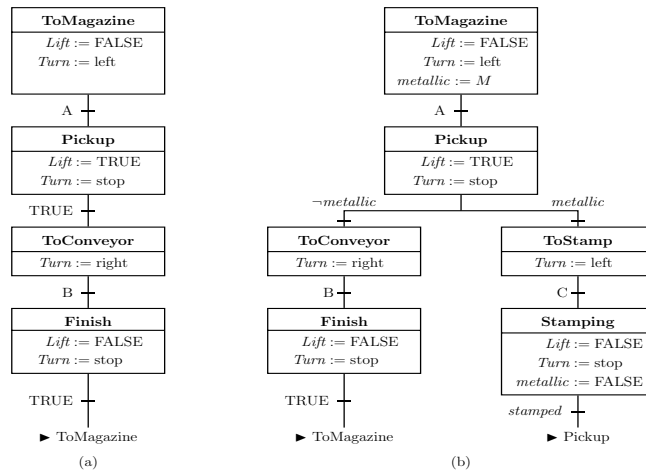 ToMagazine
Lift := FALSE
Turn := left
A
Pickup
Lift := TRUE
Turn := stop
TRUE
ToConveyor
Turn := right
B
Finish
Lift := FALSE
Turn := stop
TRUE
► ToMagazine
(a)
ToMagazine
Lift := FALSE
Turn := left
metallic := M
A
Pickup
Lift := TRUE
Turn := stop
¬metallic
metallic
ToConveyor
Turn := right
B
Finish
Lift := FALSE
Turn := stop
TRUE
► ToMagazine
ToStamp
Turn := left
C
Stamping
Lift := FALSE
Turn := stop
metallic := FALSE
stamped
► Pickup
(b)